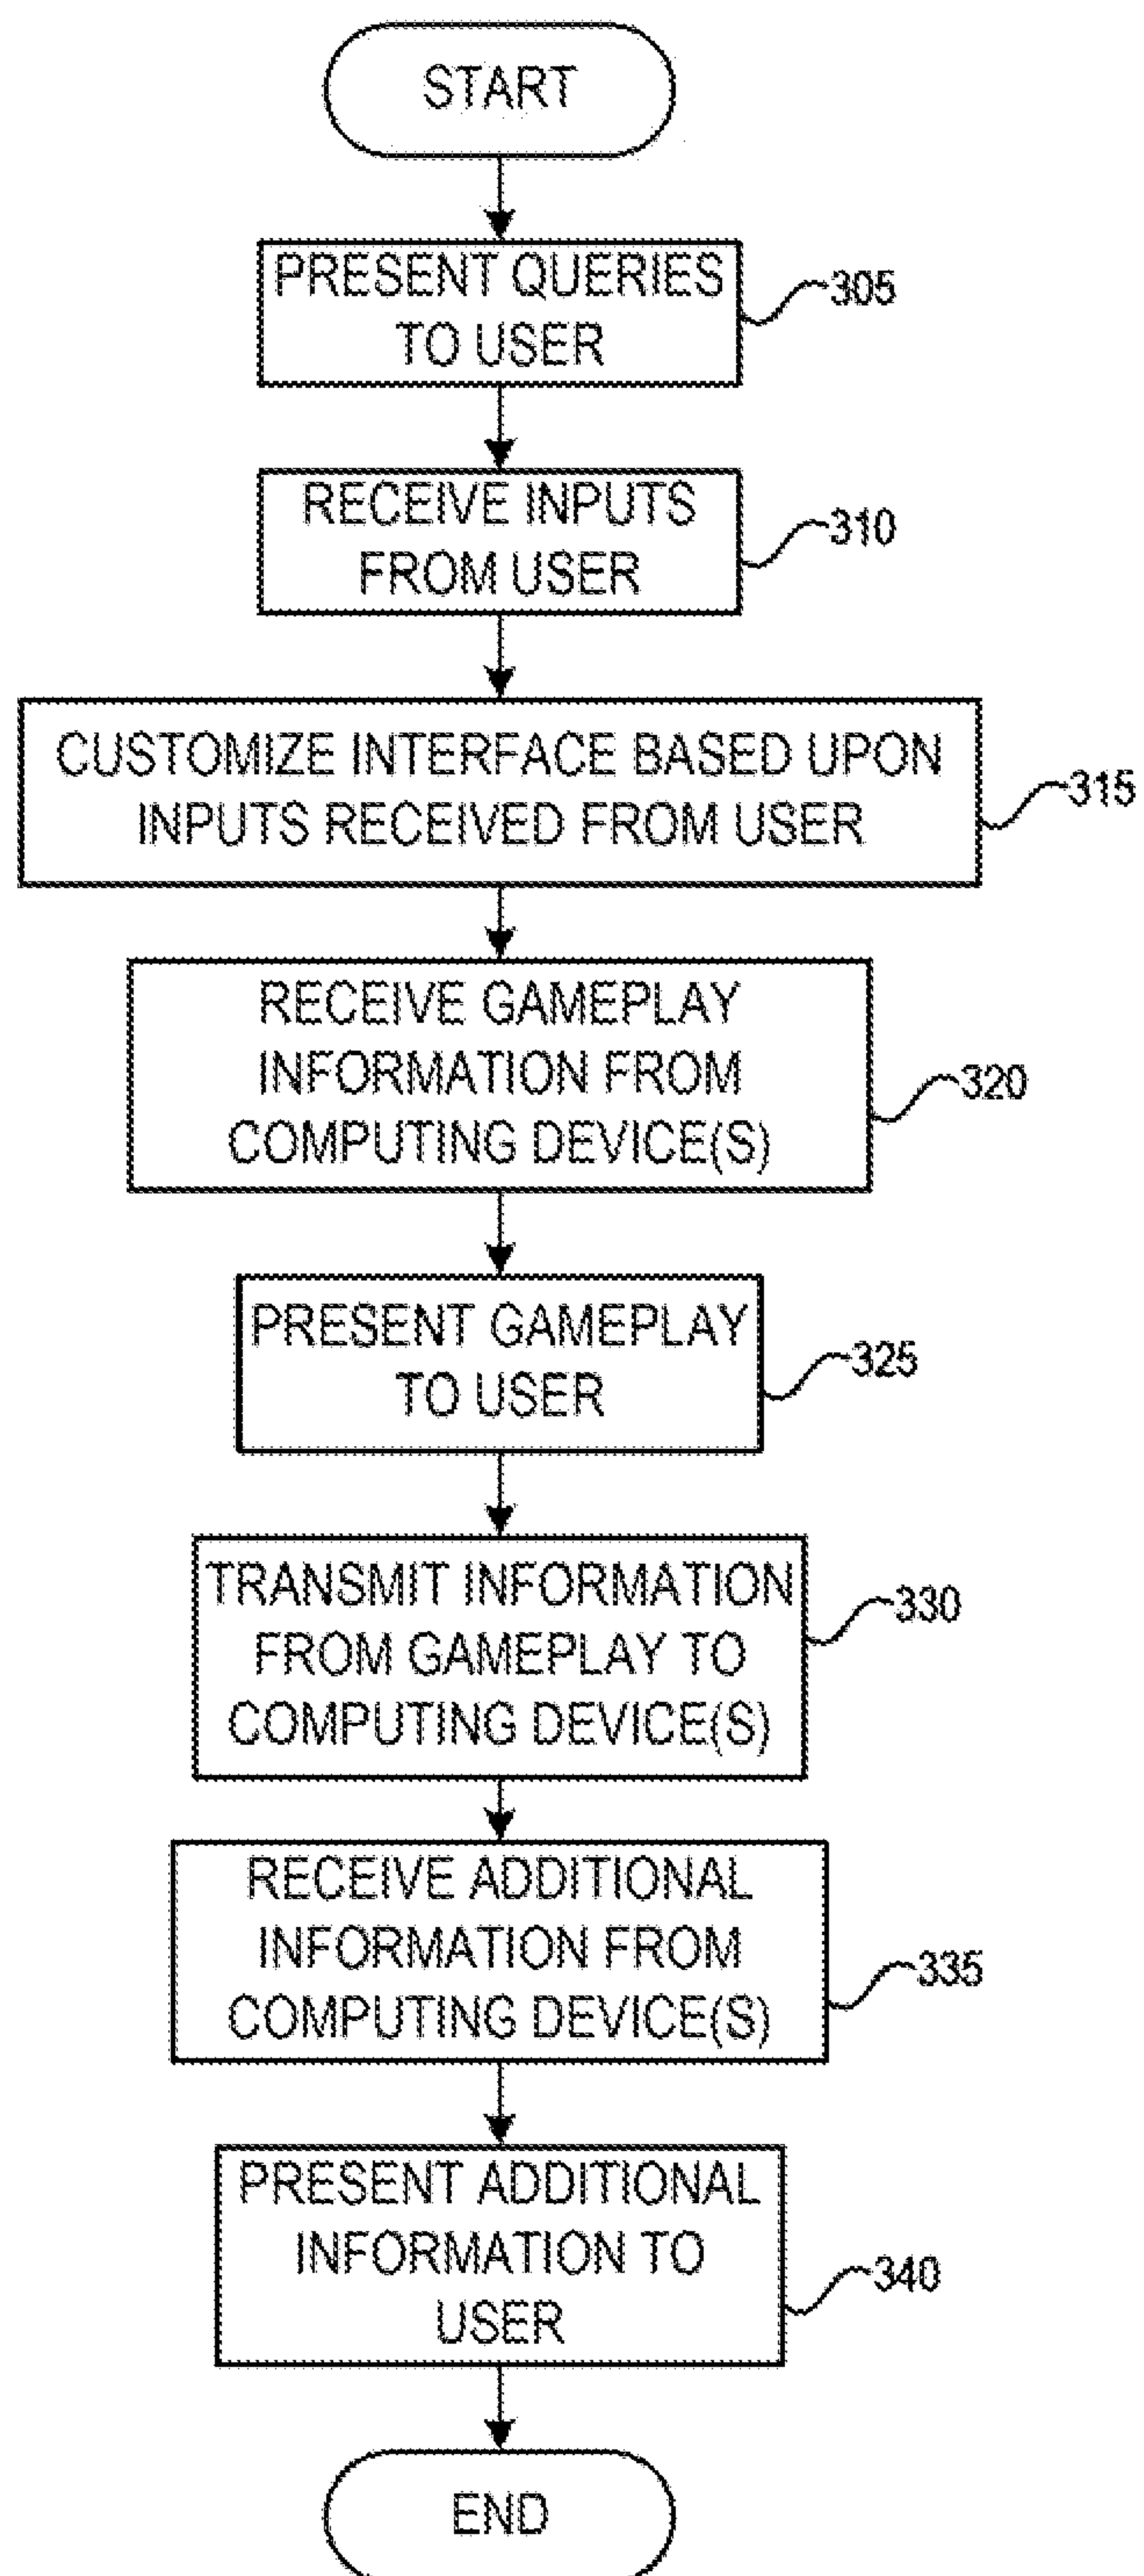 START
PRESENT QUERIES
TO USER
305
RECEIVE INPUTS
FROM USER
310
CUSTOMIZE INTERFACE BASED UPON
INPUTS RECEIVED FROM USER
315
RECEIVE GAMEPLAY
INFORMATION FROM
COMPUTING DEVICE(S)
320
PRESENT GAMEPLAY
TO USER
325
TRANSMIT INFORMATION
FROM GAMEPLAY TO
COMPUTING DEVICE(S)
330
RECEIVE ADDITIONAL
INFORMATION FROM
COMPUTING DEVICE(S)
335
PRESENT ADDITIONAL
INFORMATION TO
USER
340
END